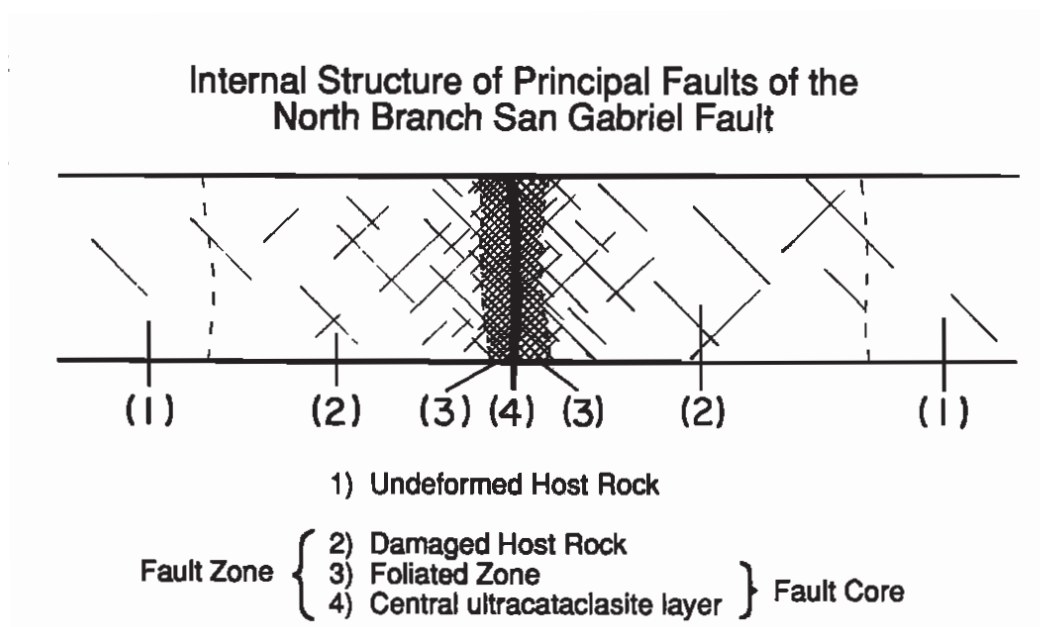 Internal Structure of Principal Faults of the
North Branch San Gabriel Fault
(1) (2) (3) (4) (3) (2) (1)
1) Undeformed Host Rock
2) Damaged Host Rock
Fault Zone { 3) Foliated Zone } Fault Core
4) Central ultracataclasite layer